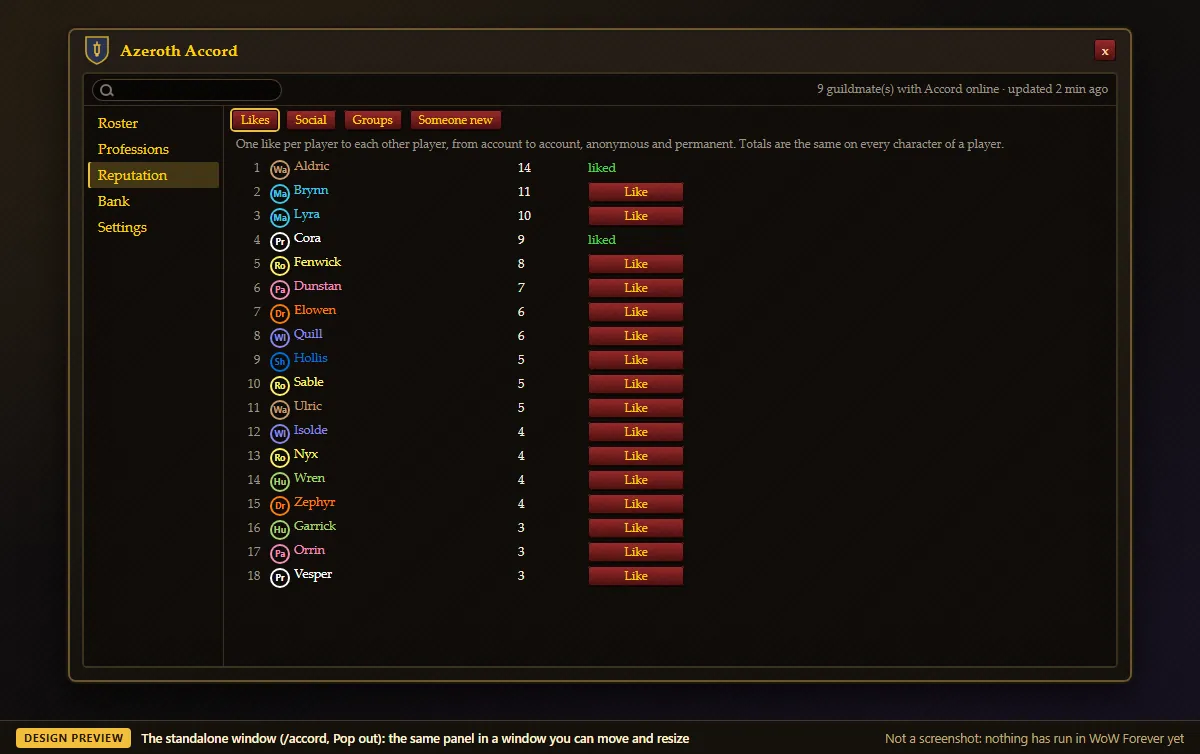 Azeroth Accord
x
9 guildmate(s) with Accord online · updated 2 min ago
Roster
Professions
Reputation
Bank
Settings
Likes Social Groups Someone new
One like per player to each other player, from account to account, anonymous and permanent. Totals are the same on every character of a player.
1 Wa Aldric 14 liked
2 Ma Brynn 11 Like
3 Ma Lyra 10 Like
4 Pr Cora 9 liked
5 Ro Fenwick 8 Like
6 Pa Dunstan 7 Like
7 Dr Elowen 6 Like
8 Wl Quill 6 Like
9 Sh Hollis 5 Like
10 Ro Sable 5 Like
11 Wa Ulric 5 Like
12 Wl Isolde 4 Like
13 Ro Nyx 4 Like
14 Hu Wren 4 Like
15 Dr Zephyr 4 Like
16 Hu Garrick 3 Like
17 Pa Orrin 3 Like
18 Pr Vesper 3 Like
DESIGN PREVIEW The standalone window (/accord, Pop out): the same panel in a window you can move and resize Not a screenshot: nothing has run in WoW Forever yet